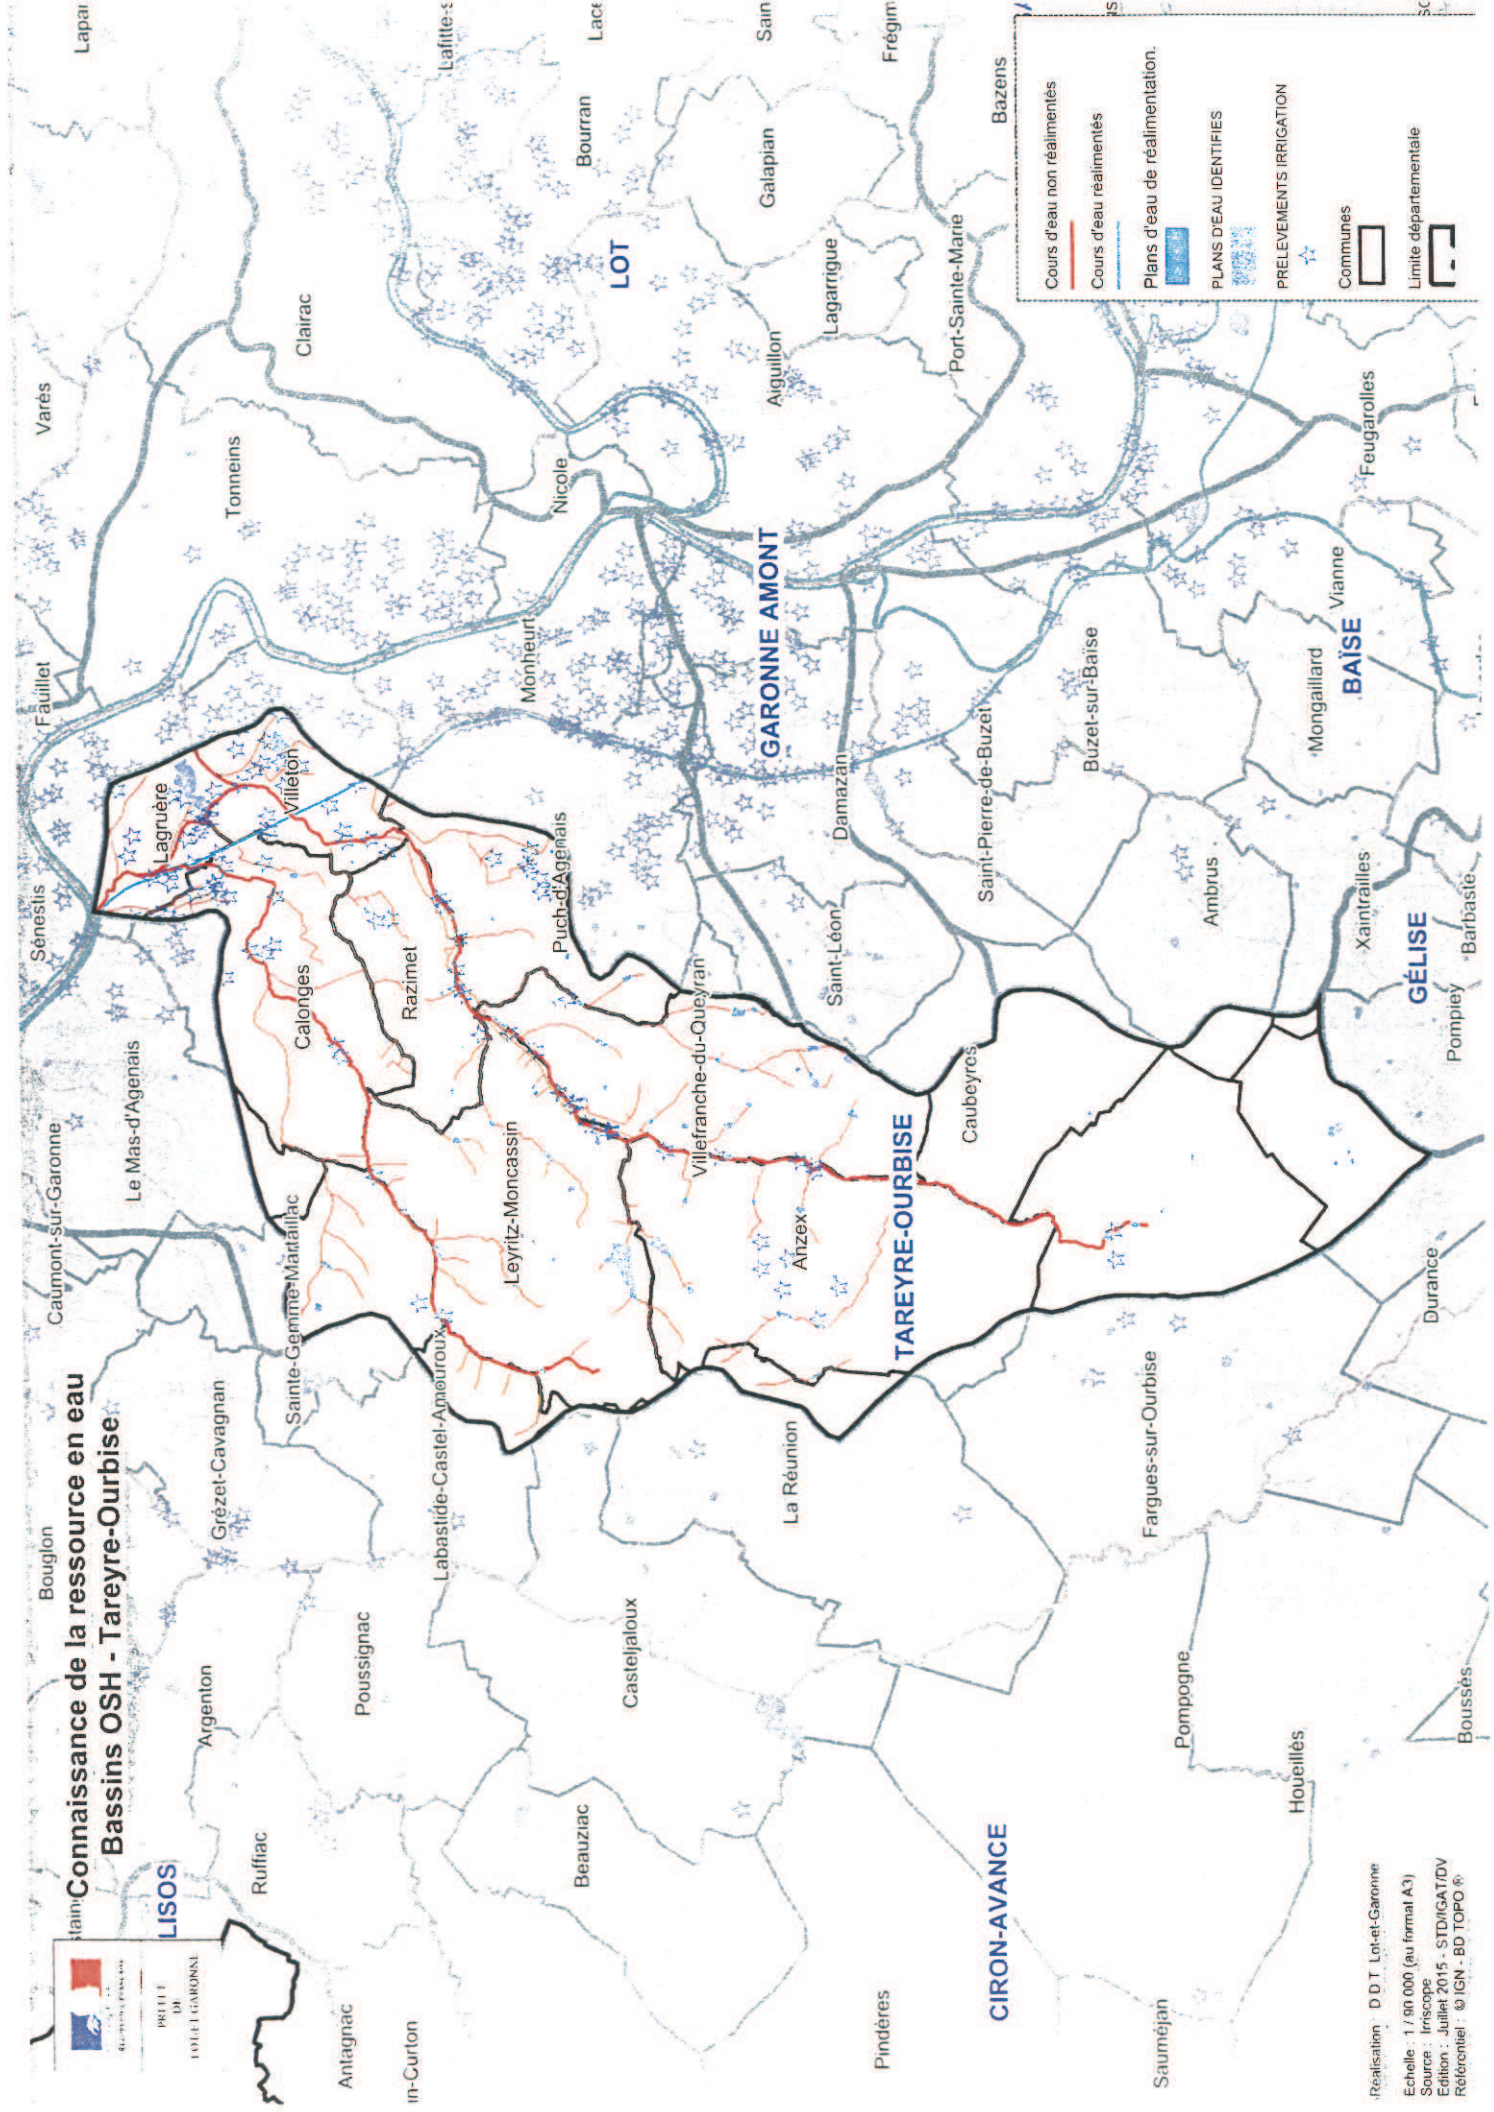 Connaissance de la ressource en eau
Bassins OSH - Tareyre-Ourbise
PREFET
DE
LOT-ET-GARONNE
LISOS
Bouglon
Caumont-sur-Garonne
Sénestis
Fauillet
Varès
Grézet-Cavagnan
Le Mas-d'Agenais
Lagruère
Tonneins
Clairac
Argenton
Ruffiac
Antagnac
Poussignac
Sainte-Gemme-Martaillac
Calonges
Villeton
Razimet
Labastide-Castel-Amouroux
Leyritz-Moncassin
Puch-d'Agenais
Monheurt
Nicole
Bourran
LOT
Beauziac
Casteljaloux
Villefranche-du-Queyran
Galapian
Aiguillon
Lagarrigue
GARONNE AMONT
La Réunion
Anzex
Saint-Léon
Damazan
Port-Sainte-Marie
Bazens
TAREYRE-OURBISE
Caubeyres
Saint-Pierre-de-Buzet
Buzet-sur-Baise
Pindères
CIRON-AVANCE
Fargues-sur-Ourbise
Ambrus
Mongaillard
Vianne
BAÏSE
Feugarolles
Sauméjan
Pompogne
Houeillès
Xaintrailles
GÉLISE
Durance
Pompiey
Barbaste
Boussès
Cours d'eau non réalimentés
Cours d'eau réalimentés
Plans d'eau de réalimentation.
PLANS D'EAU IDENTIFIES
PRELEVEMENTS IRRIGATION
Communes
Limite départementale
Réalisation : D D T Lot-et-Garonne
Echelle : 1 / 90 000 (au format A3)
Source : Irriscope
Edition : Juillet 2015 - STD/IGAT/DV
Référentiel : © IGN - BD TOPO ®